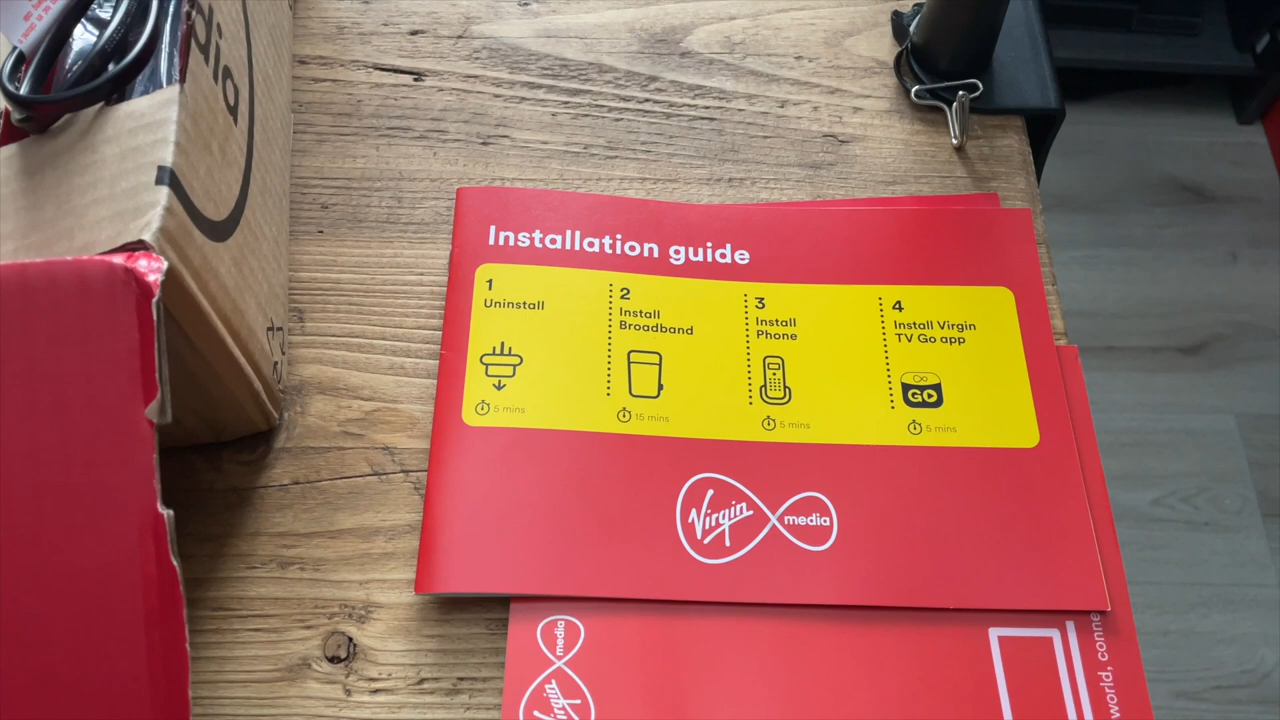 dia
Installation guide
1
Uninstall
5 mins
2
Install
Broadband
15 mins
3
Install
Phone
5 mins
4
Install Virgin
TV Go app
GO
5 mins
Virgin media
Virgin media
world, conne